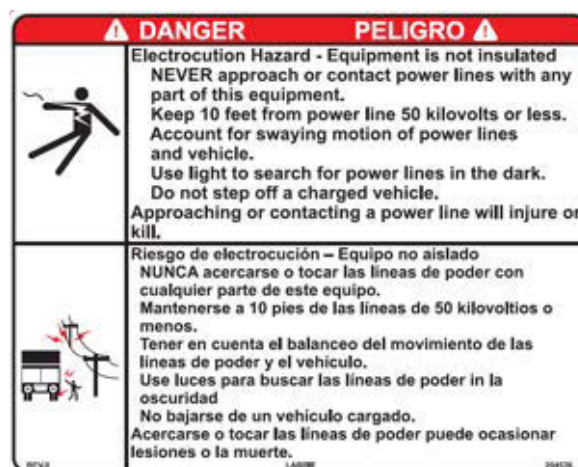 DANGER PELIGRO
Electrocution Hazard - Equipment is not insulated
NEVER approach or contact power lines with any
part of this equipment.
Keep 10 feet from power line 50 kilovolts or less.
Account for swaying motion of power lines
and vehicle.
Use light to search for power lines in the dark.
Do not step off a charged vehicle.
Approaching or contacting a power line will injure or
kill.
Riesgo de electrocución – Equipo no aislado
NUNCA acercarse o tocar las líneas de poder con
cualquier parte de este equipo.
Mantenerse a 10 pies de las líneas de 50 kilovoltios o
menos.
Tener en cuenta el balanceo del movimiento de las
líneas de poder y el vehículo.
Use luces para buscar las líneas de poder in la
oscuridad
No bajarse de un vehículo cargado.
Acercarse o tocar las líneas de poder puede ocasionar
lesiones o la muerte.